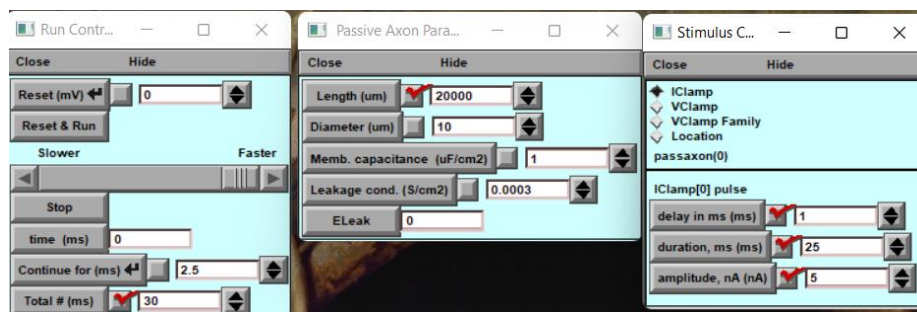 Run Contr...
Close Hide
Reset (mV) 0
Reset & Run
Slower Faster
Stop
time (ms) 0
Continue for (ms) 2.5
Total # (ms) 30
Passive Axon Para...
Close Hide
Length (um) 20000
Diameter (um) 10
Memb. capacitance (uF/cm2) 1
Leakage cond. (S/cm2) 0.0003
ELeak 0
Stimulus C...
Close Hide
IClamp
VClamp
VClamp Family
Location
passaxon(0)
IClamp[0] pulse
delay in ms (ms) 1
duration, ms (ms) 25
amplitude, nA (nA) 5